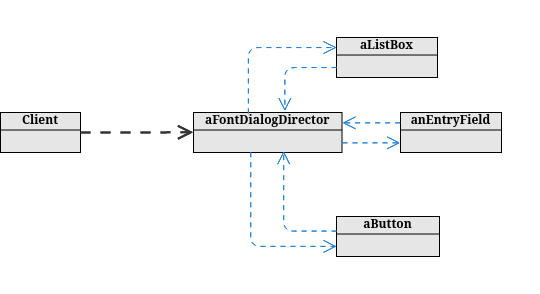 aListBox
Client
aFontDialogDirector
anEntryField
aButton